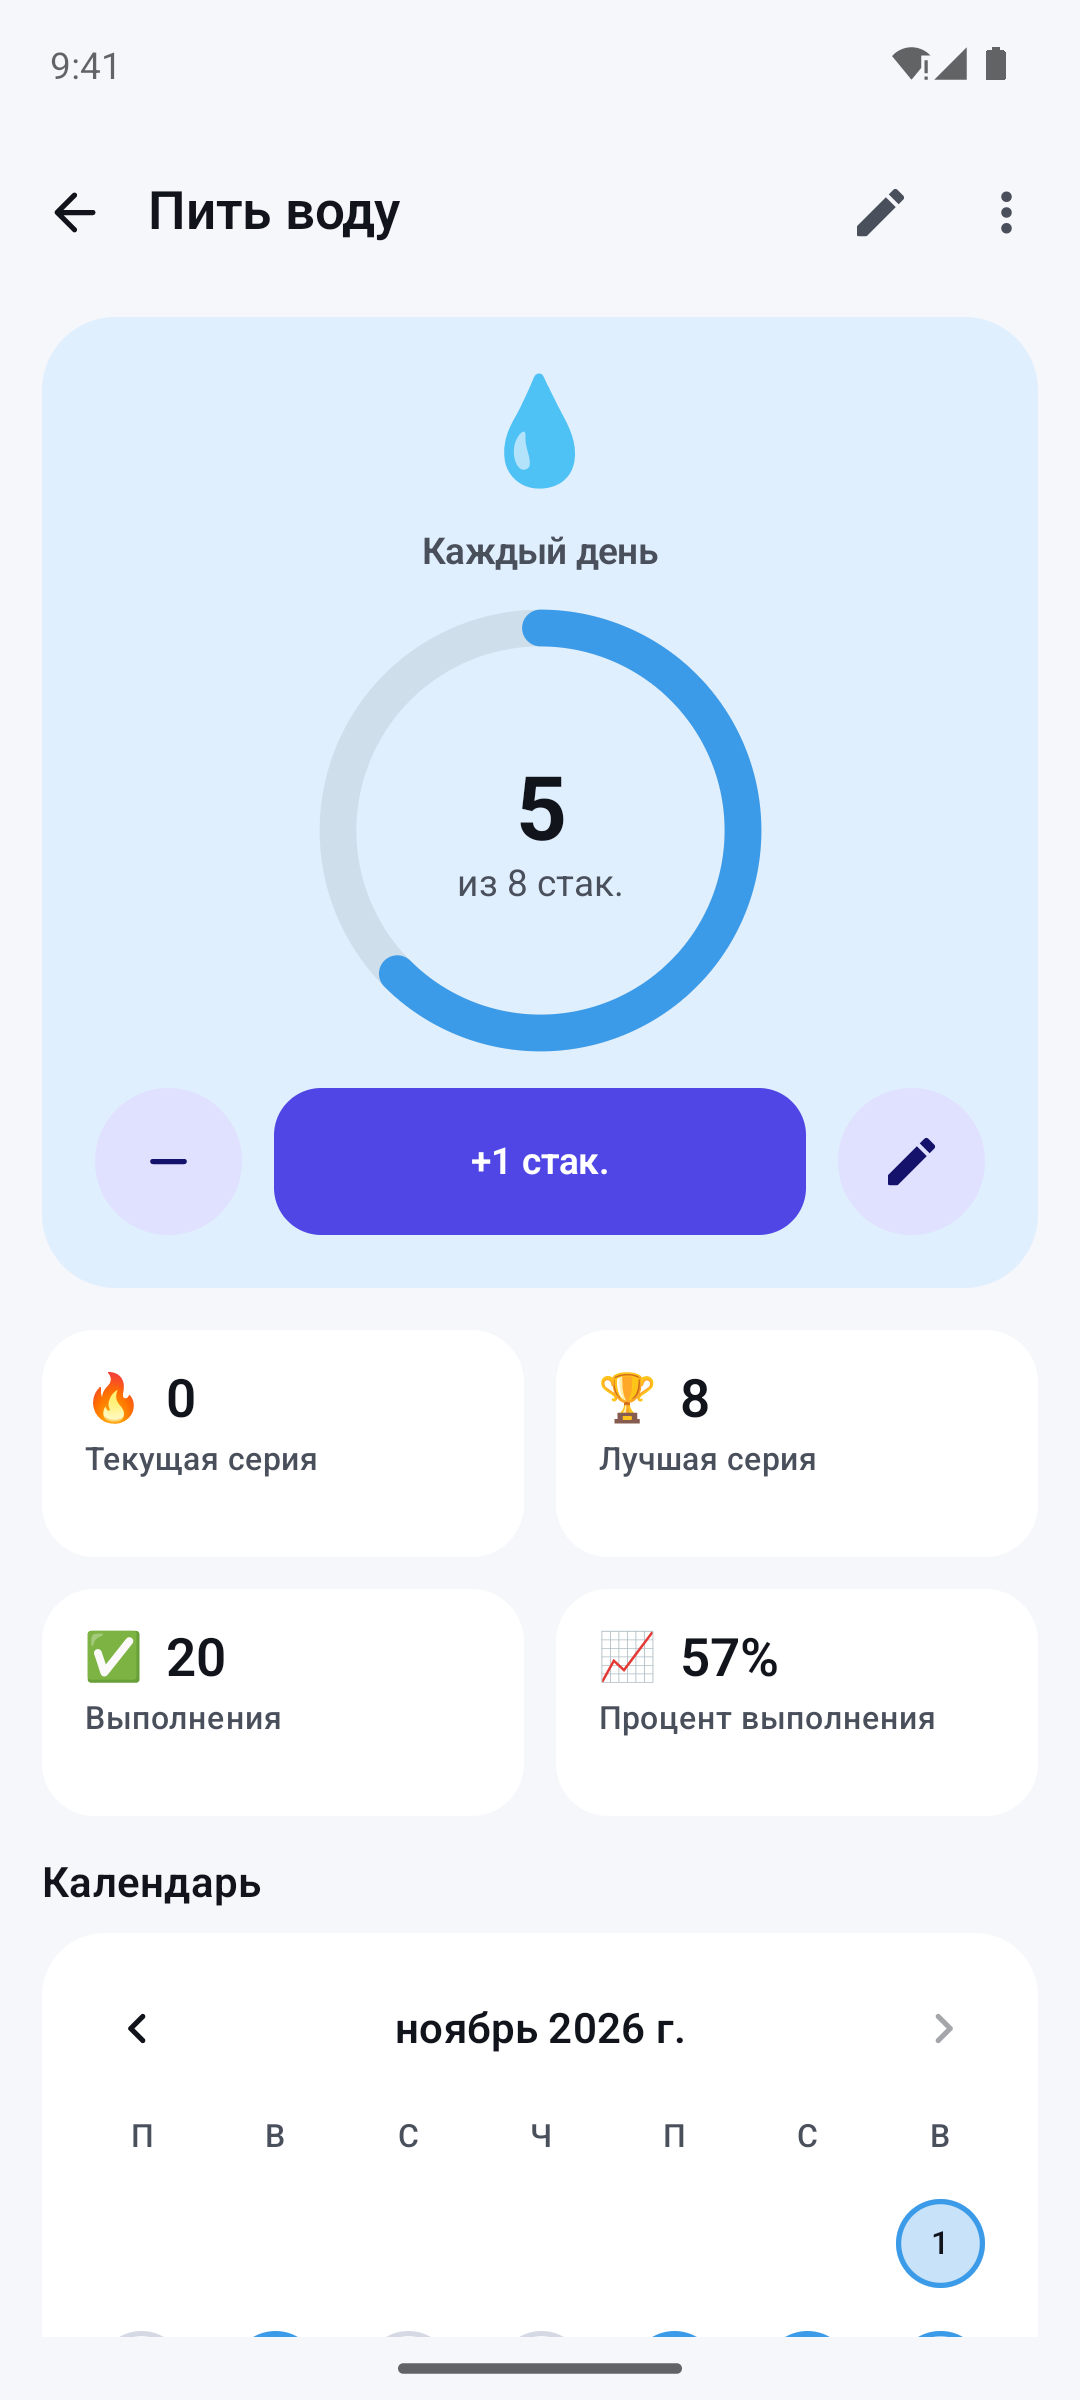 9:41
Пить воду
Каждый день
5
из 8 стак.
+1 стак.
0
Текущая серия
8
Лучшая серия
20
Выполнения
57%
Процент выполнения
Календарь
ноябрь 2026 г.
П В С Ч П С В
1